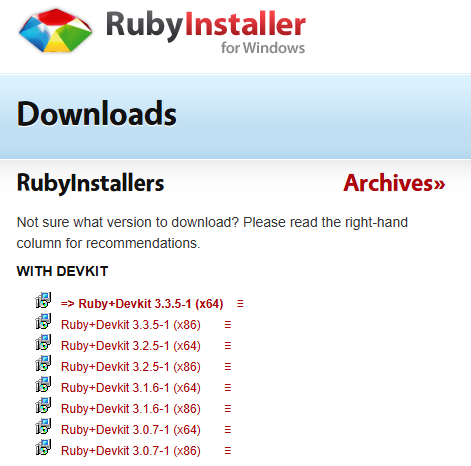 RubyInstaller
for Windows
Downloads
RubyInstallers Archives»
Not sure what version to download? Please read the right-hand
column for recommendations.
WITH DEVKIT
=> Ruby+Devkit 3.3.5-1 (x64)
Ruby+Devkit 3.3.5-1 (x86)
Ruby+Devkit 3.2.5-1 (x64)
Ruby+Devkit 3.2.5-1 (x86)
Ruby+Devkit 3.1.6-1 (x64)
Ruby+Devkit 3.1.6-1 (x86)
Ruby+Devkit 3.0.7-1 (x64)
Ruby+Devkit 3.0.7-1 (x86)